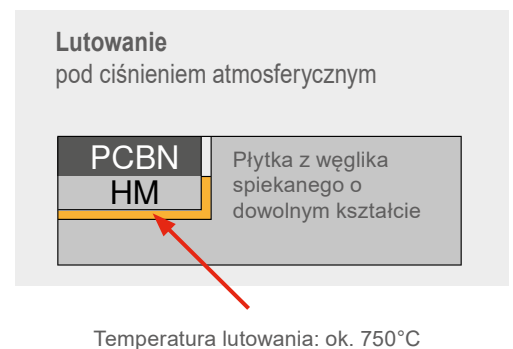 Lutowanie
pod ciśnieniem atmosferycznym
PCBN
HM
Płytka z węglika
spiekanego o
dowolnym kształcie
Temperatura lutowania: ok. 750°C